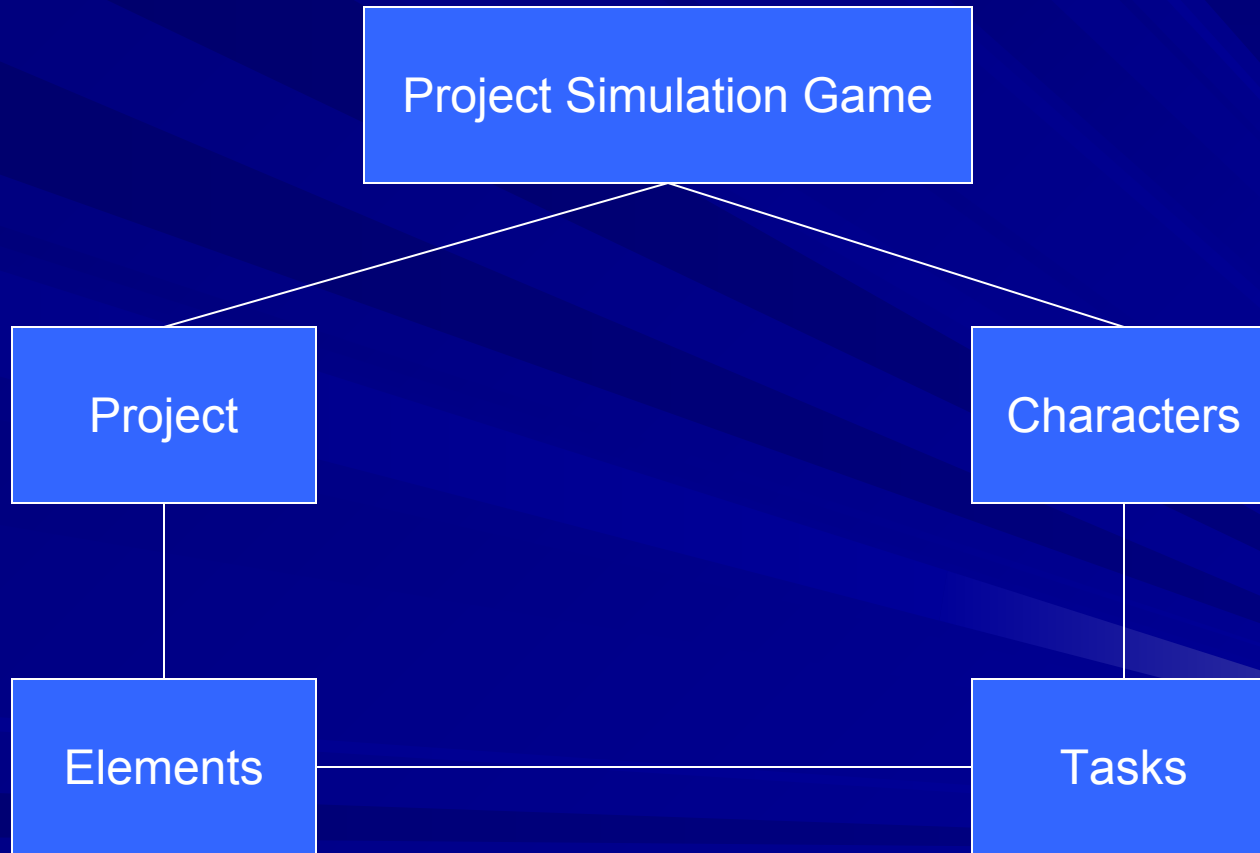 Project Simulation Game
Project
Characters
Elements
Tasks